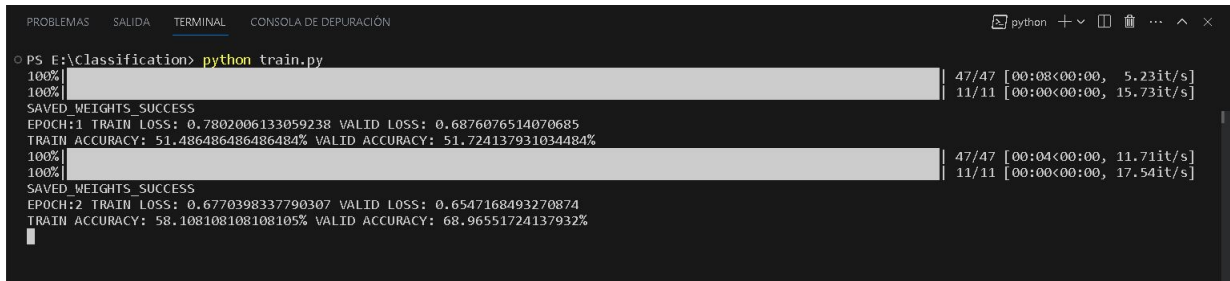 PROBLEMAS SALIDA TERMINAL CONSOLA DE DEPURACIÓN python
PS E:\Classification> python train.py
100%| | 47/47 [00:08<00:00, 5.23it/s]
100%| | 11/11 [00:00<00:00, 15.73it/s]
SAVED_WEIGHTS_SUCCESS
EPOCH:1 TRAIN LOSS: 0.7802006133059238 VALID LOSS: 0.6876076514070685
TRAIN ACCURACY: 51.486486486486484% VALID ACCURACY: 51.724137931034484%
100%| | 47/47 [00:04<00:00, 11.71it/s]
100%| | 11/11 [00:00<00:00, 17.54it/s]
SAVED_WEIGHTS_SUCCESS
EPOCH:2 TRAIN LOSS: 0.6770398337790307 VALID LOSS: 0.6547168493270874
TRAIN ACCURACY: 58.108108108108105% VALID ACCURACY: 68.96551724137932%